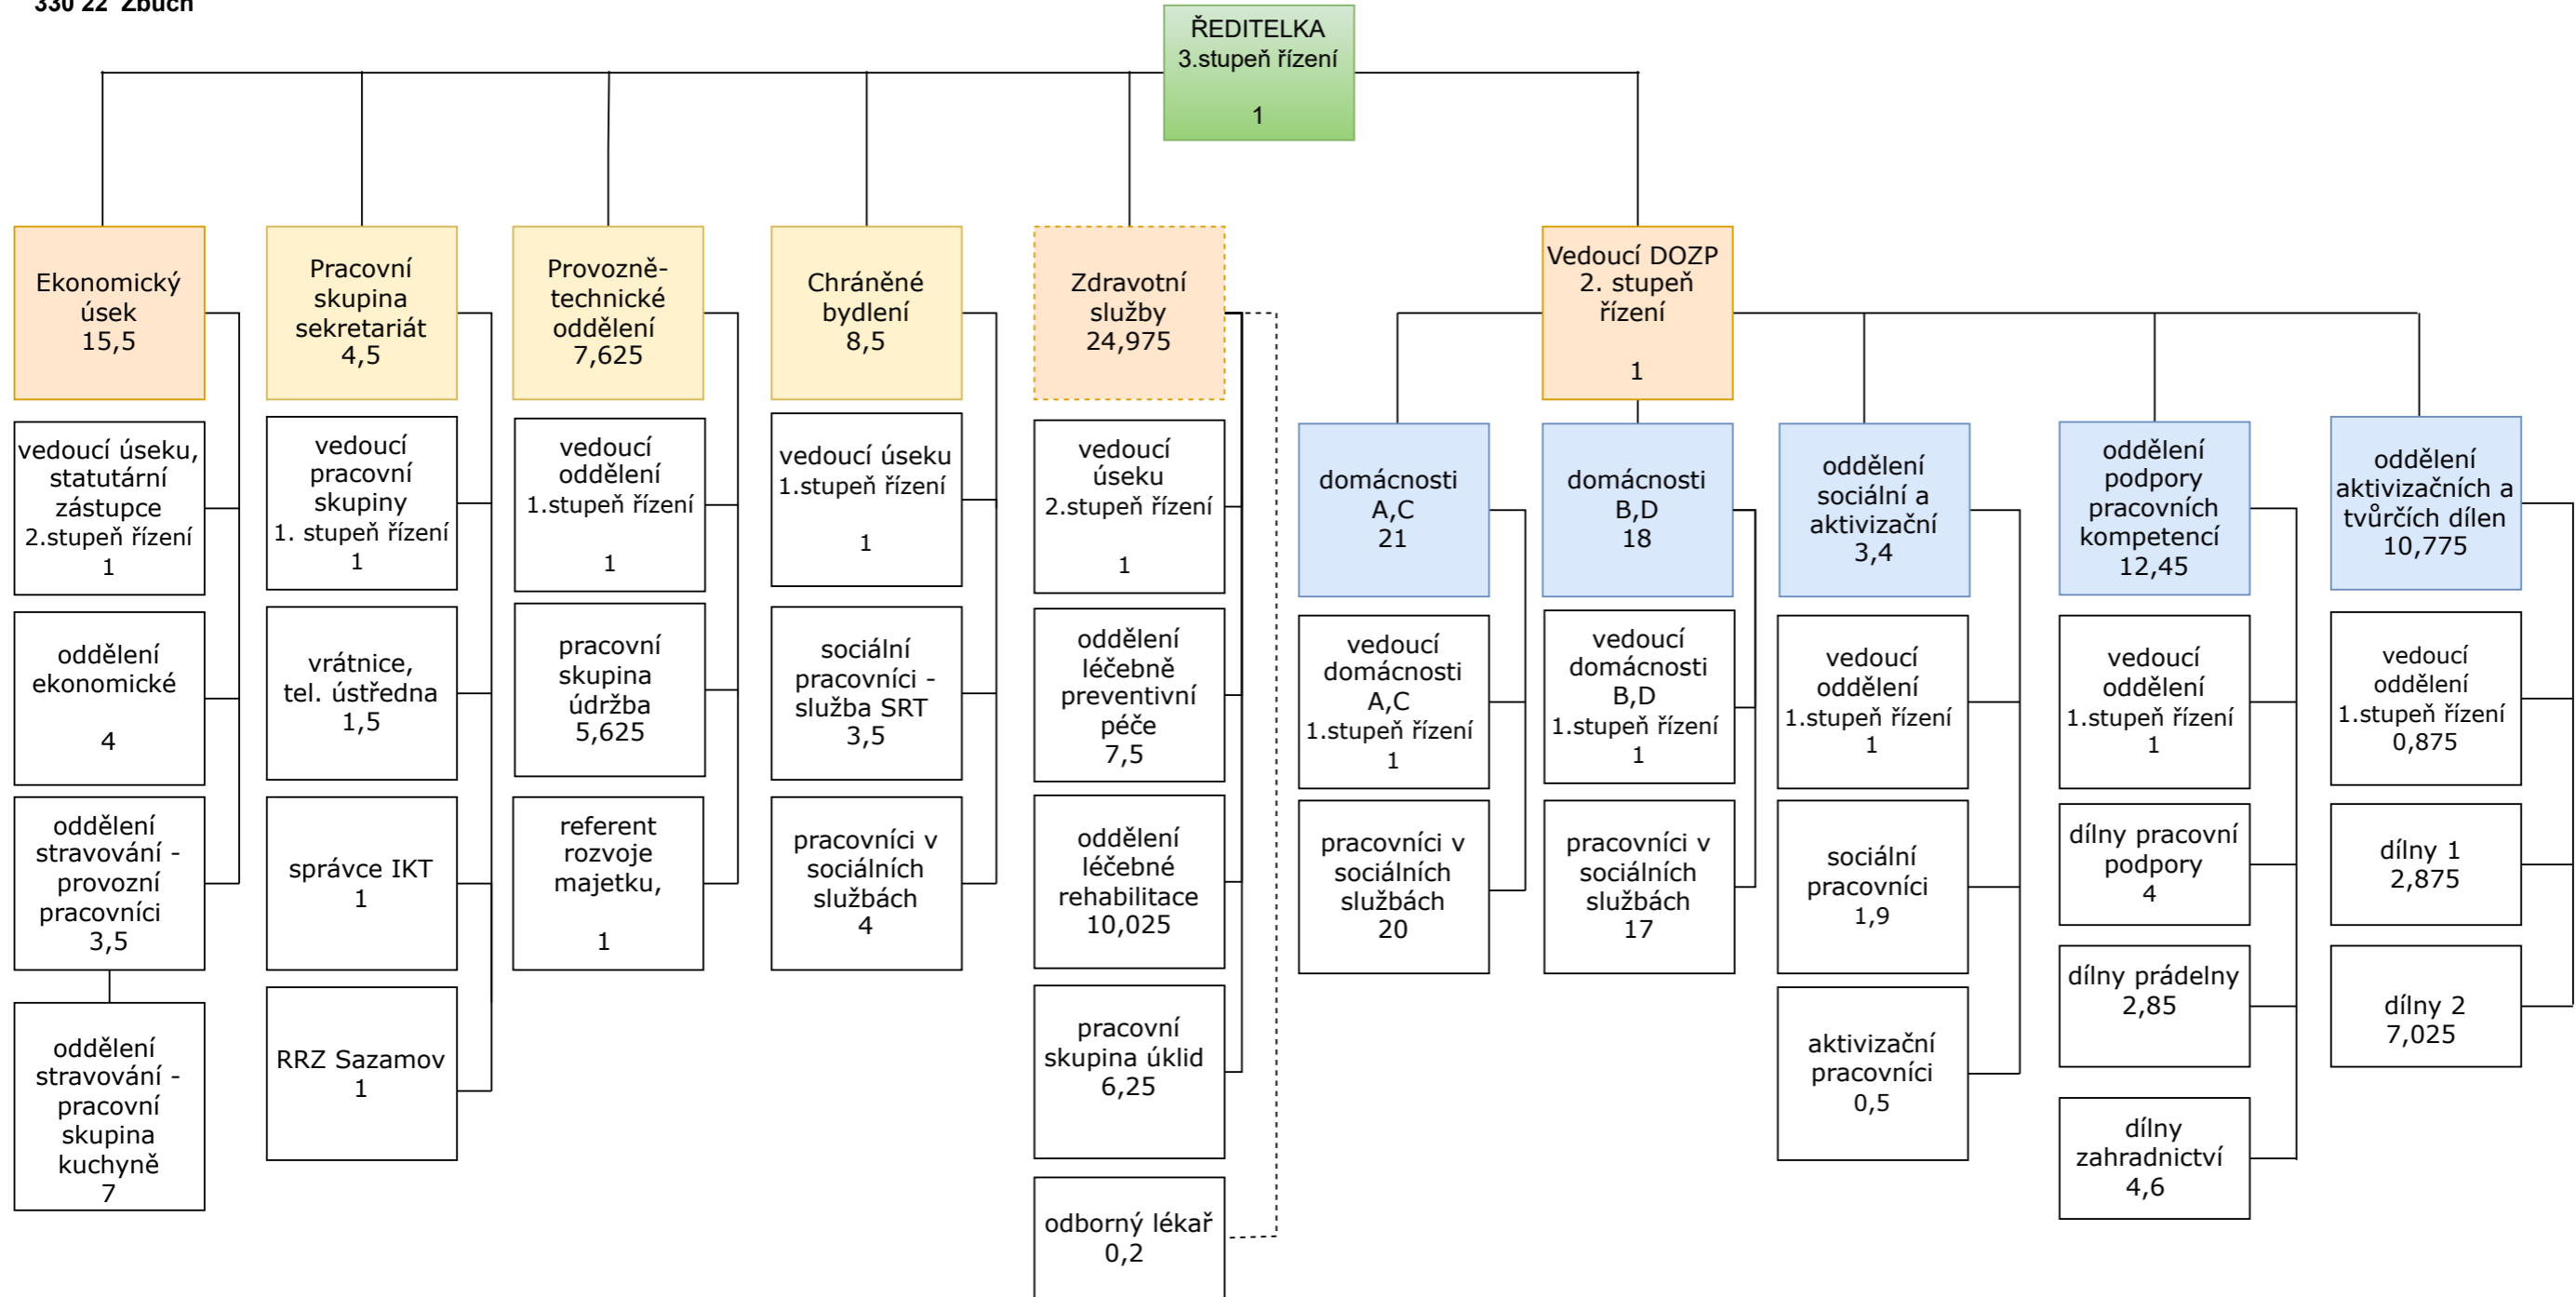 330 22 Zbůch
ŘEDITELKA
3.stupeň řízení
1
Ekonomický
úsek
15,5
Pracovní
skupina
sekretariát
4,5
Provozně-
technické
oddělení
7,625
Chráněné
bydlení
8,5
Zdravotní
služby
24,975
Vedoucí DOZP
2. stupeň
řízení
1
vedoucí úseku,
statutární
zástupce
2.stupeň řízení
1
oddělení
ekonomické
4
oddělení
stravování -
provozní
pracovníci
3,5
oddělení
stravování -
pracovní
skupina
kuchyně
7
vedoucí
pracovní
skupiny
1. stupeň řízení
1
vrátnice,
tel. ústředna
1,5
správce IKT
1
RRZ Sazamov
1
vedoucí
oddělení
1.stupeň řízení
1
pracovní
skupina
údržba
5,625
referent
rozvoje
majetku,
1
vedoucí úseku
1.stupeň řízení
1
sociální
pracovníci -
služba SRT
3,5
pracovníci v
sociálních
službách
4
vedoucí
úseku
2.stupeň řízení
1
oddělení
léčebně
preventivní
péče
7,5
oddělení
léčebné
rehabilitace
10,025
pracovní
skupina úklid
6,25
odborný lékař
0,2
domácnosti
A,C
21
vedoucí
domácnosti
A,C
1.stupeň řízení
1
pracovníci v
sociálních
službách
20
domácnosti
B,D
18
vedoucí
domácnosti
B,D
1.stupeň řízení
1
pracovníci v
sociálních
službách
17
oddělení
sociální a
aktivizační
3,4
vedoucí
oddělení
1.stupeň řízení
1
sociální
pracovníci
1,9
aktivizační
pracovníci
0,5
oddělení
podpory
pracovních
kompetencí
12,45
vedoucí
oddělení
1.stupeň řízení
1
dílny pracovní
podpory
4
dílny prádelny
2,85
dílny
zahradnictví
4,6
oddělení
aktivizačních a
tvůrčích dílen
10,775
vedoucí
oddělení
1.stupeň řízení
0,875
dílny 1
2,875
dílny 2
7,025